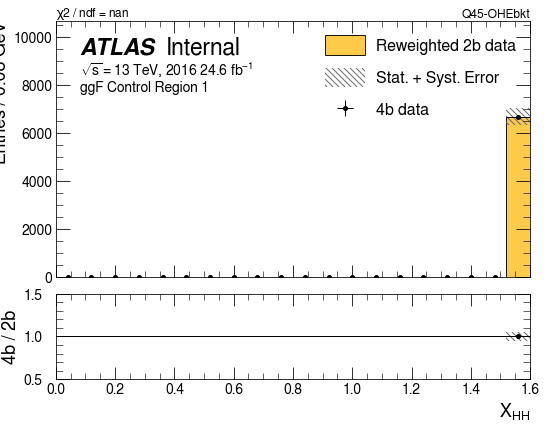 χ2 / ndf = nan
Q45-OHEbkt
ATLAS Internal
√s = 13 TeV, 2016 24.6 fb⁻¹
ggF Control Region 1
Reweighted 2b data
Stat. + Syst. Error
4b data
10000
8000
6000
4000
2000
0
1.5
1.0
0.5
4b / 2b
0.0 0.2 0.4 0.6 0.8 1.0 1.2 1.4 1.6
X_HH